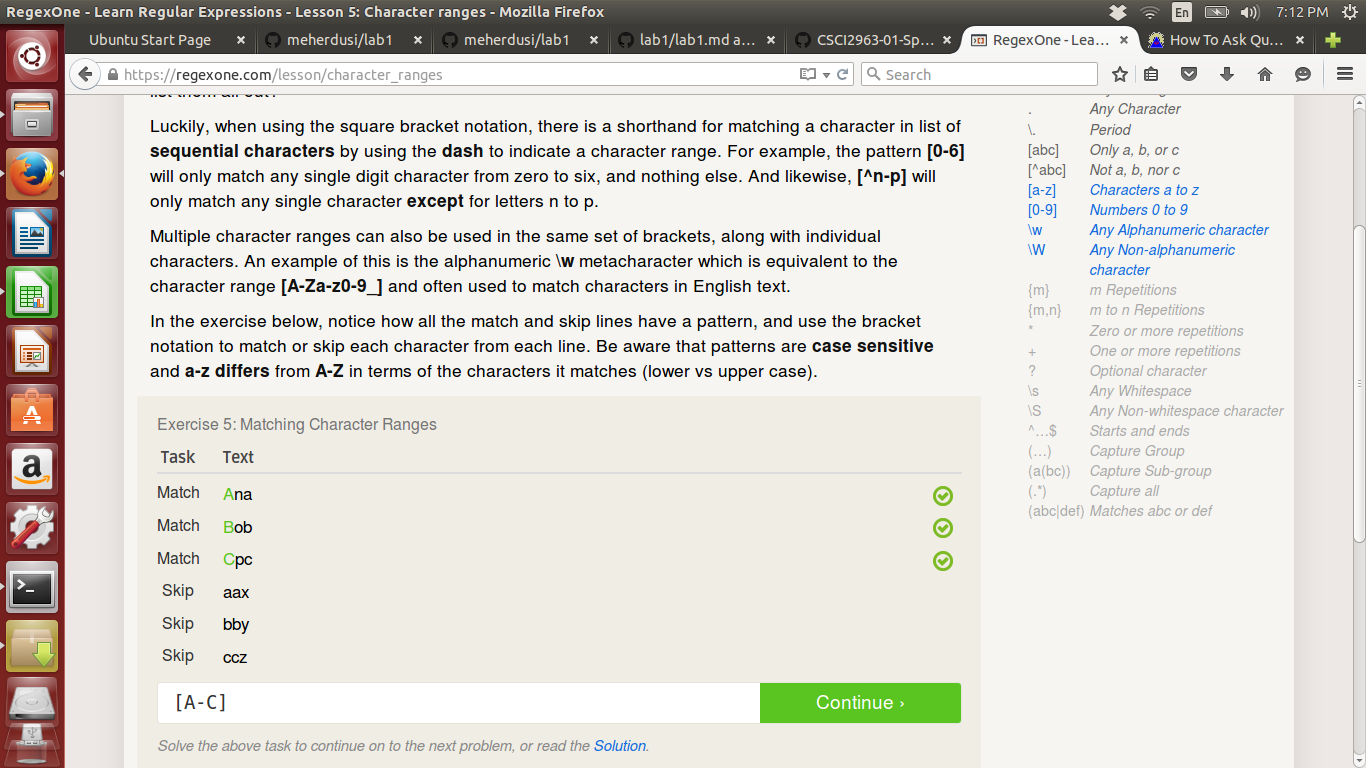 RegexOne - Learn Regular Expressions - Lesson 5: Character ranges - Mozilla Firefox
En
7:12 PM
Ubuntu Start Page
meherdusi/lab1
meherdusi/lab1
lab1/lab1.md a...
CSCI2963-01-Sp...
RegexOne - Lea...
How To Ask Qu...
https://regexone.com/lesson/character_ranges
Search
list them all out?
Luckily, when using the square bracket notation, there is a shorthand for matching a character in list of
sequential characters by using the dash to indicate a character range. For example, the pattern [0-6]
will only match any single digit character from zero to six, and nothing else. And likewise, [^n-p] will
only match any single character except for letters n to p.
Multiple character ranges can also be used in the same set of brackets, along with individual
characters. An example of this is the alphanumeric \w metacharacter which is equivalent to the
character range [A-Za-z0-9_] and often used to match characters in English text.
In the exercise below, notice how all the match and skip lines have a pattern, and use the bracket
notation to match or skip each character from each line. Be aware that patterns are case sensitive
and a-z differs from A-Z in terms of the characters it matches (lower vs upper case).
Exercise 5: Matching Character Ranges
Task Text
Match Ana
Match Bob
Match Cpc
Skip aax
Skip bby
Skip ccz
[A-C]
Continue ›
Solve the above task to continue on to the next problem, or read the Solution.
. Any Character
\. Period
[abc] Only a, b, or c
[^abc] Not a, b, nor c
[a-z] Characters a to z
[0-9] Numbers 0 to 9
\w Any Alphanumeric character
\W Any Non-alphanumeric
character
{m} m Repetitions
{m,n} m to n Repetitions
* Zero or more repetitions
+ One or more repetitions
? Optional character
\s Any Whitespace
\S Any Non-whitespace character
^…$ Starts and ends
(…) Capture Group
(a(bc)) Capture Sub-group
(.*) Capture all
(abc|def) Matches abc or def